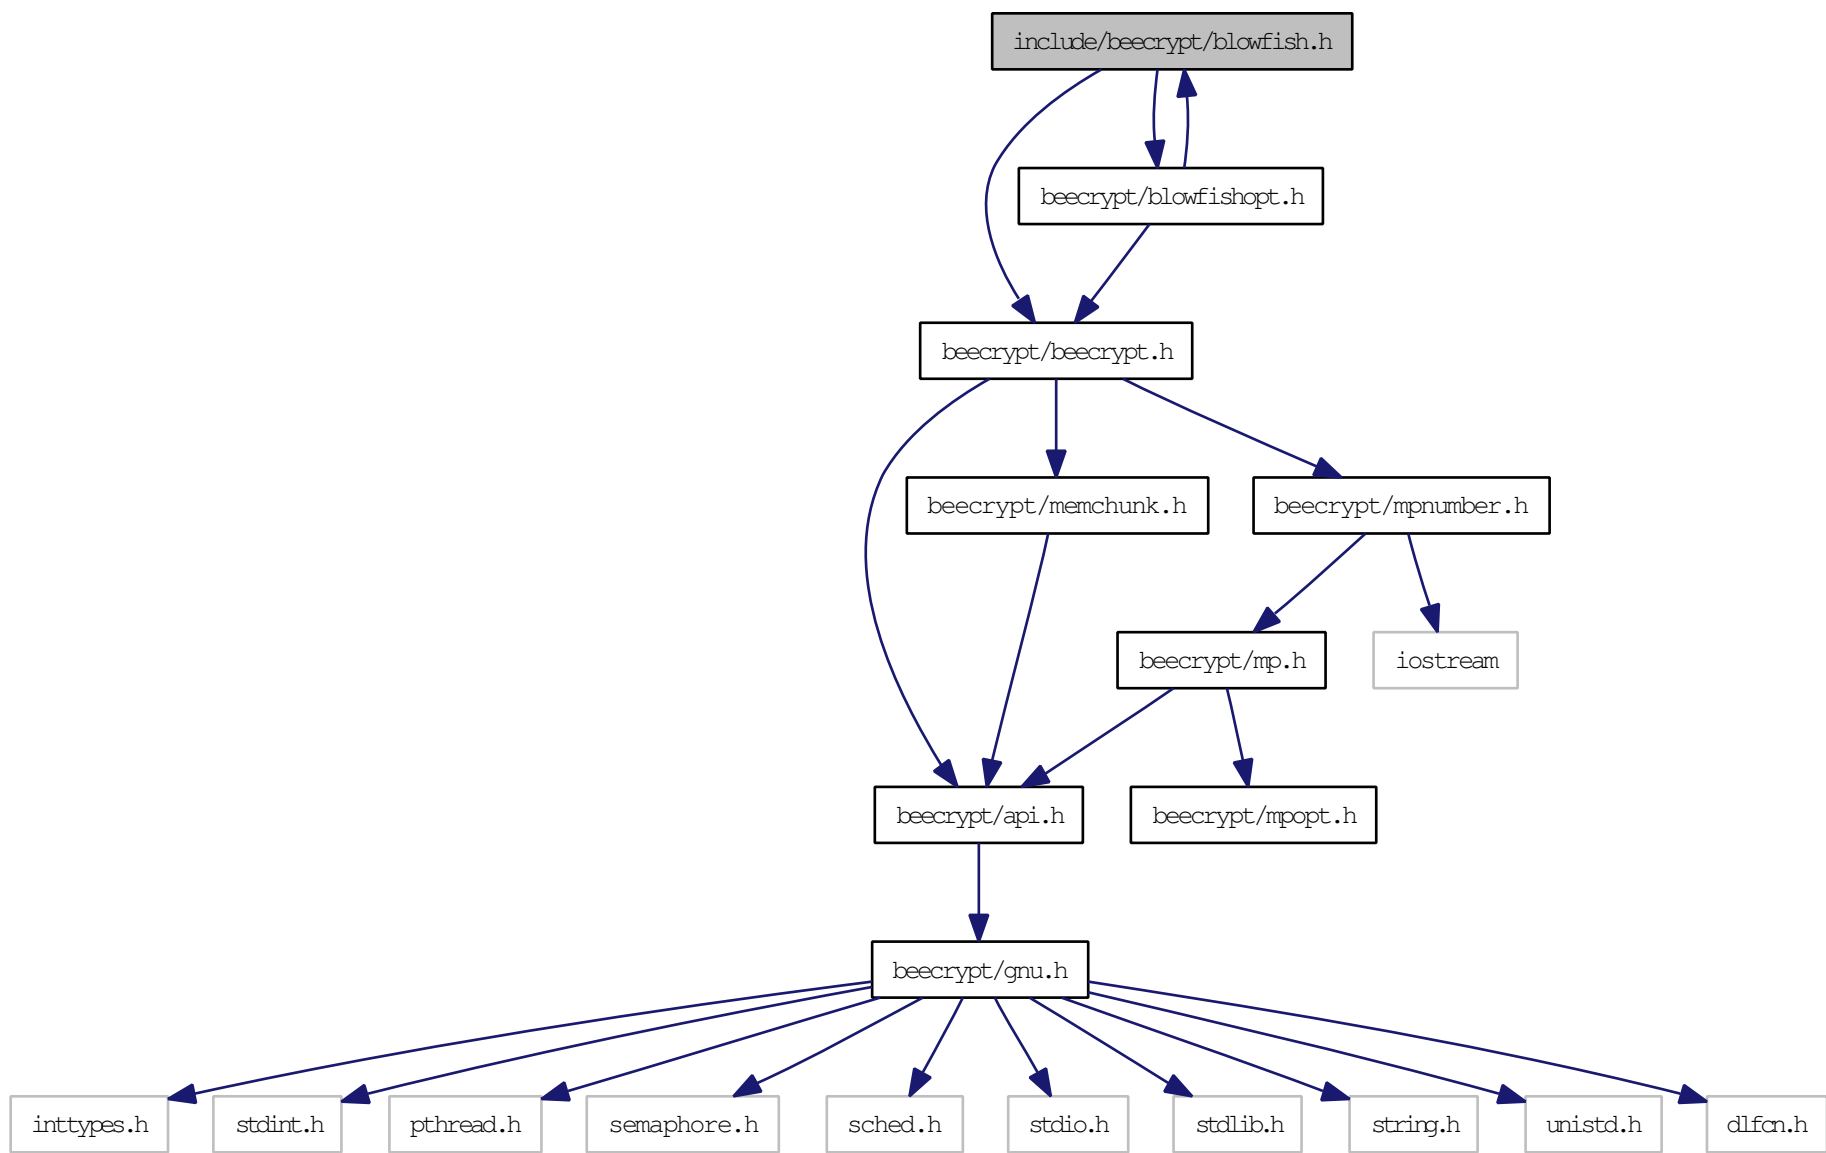 include/beecrypt/blowfish.h
beecrypt/blowfishopt.h
beecrypt/beecrypt.h
beecrypt/memchunk.h
beecrypt/mpnumber.h
beecrypt/mp.h
iostream
beecrypt/api.h
beecrypt/mpopt.h
beecrypt/gnu.h
inttypes.h
stdint.h
pthread.h
semaphore.h
sched.h
stdio.h
stdlib.h
string.h
unistd.h
dlfcn.h